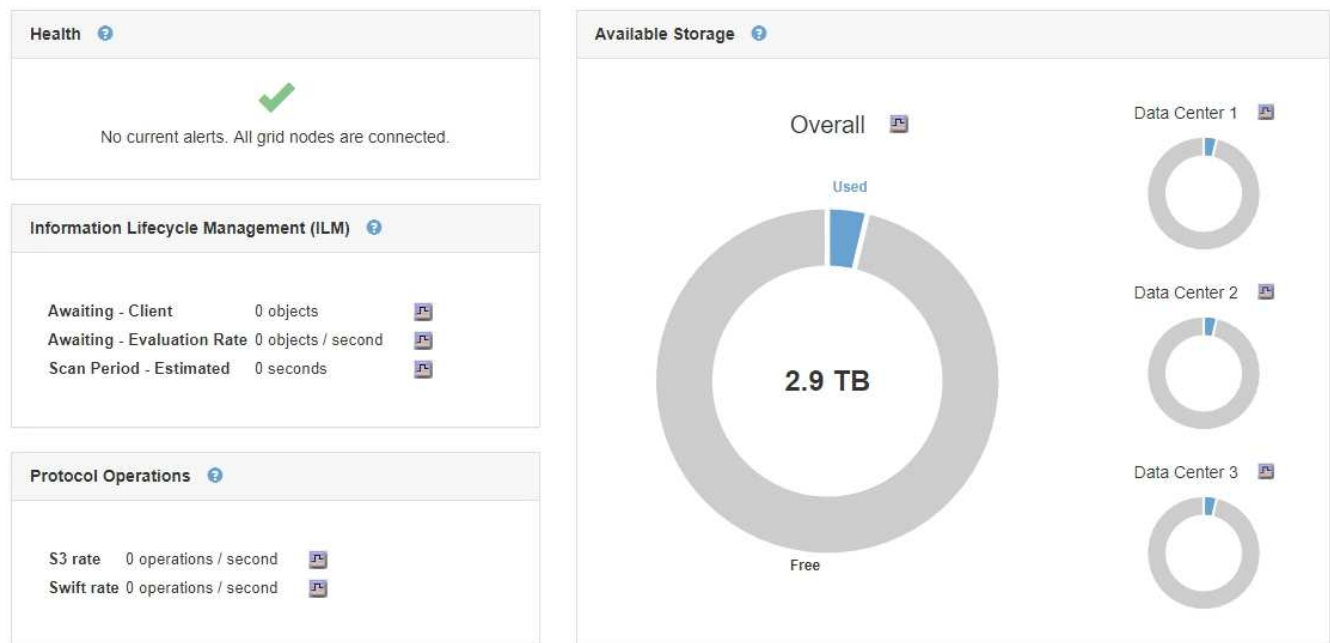 Health
No current alerts. All grid nodes are connected.
Information Lifecycle Management (ILM)
Awaiting - Client 0 objects
Awaiting - Evaluation Rate 0 objects / second
Scan Period - Estimated 0 seconds
Protocol Operations
S3 rate 0 operations / second
Swift rate 0 operations / second
Available Storage
Overall
Used
2.9 TB
Free
Data Center 1
Data Center 2
Data Center 3